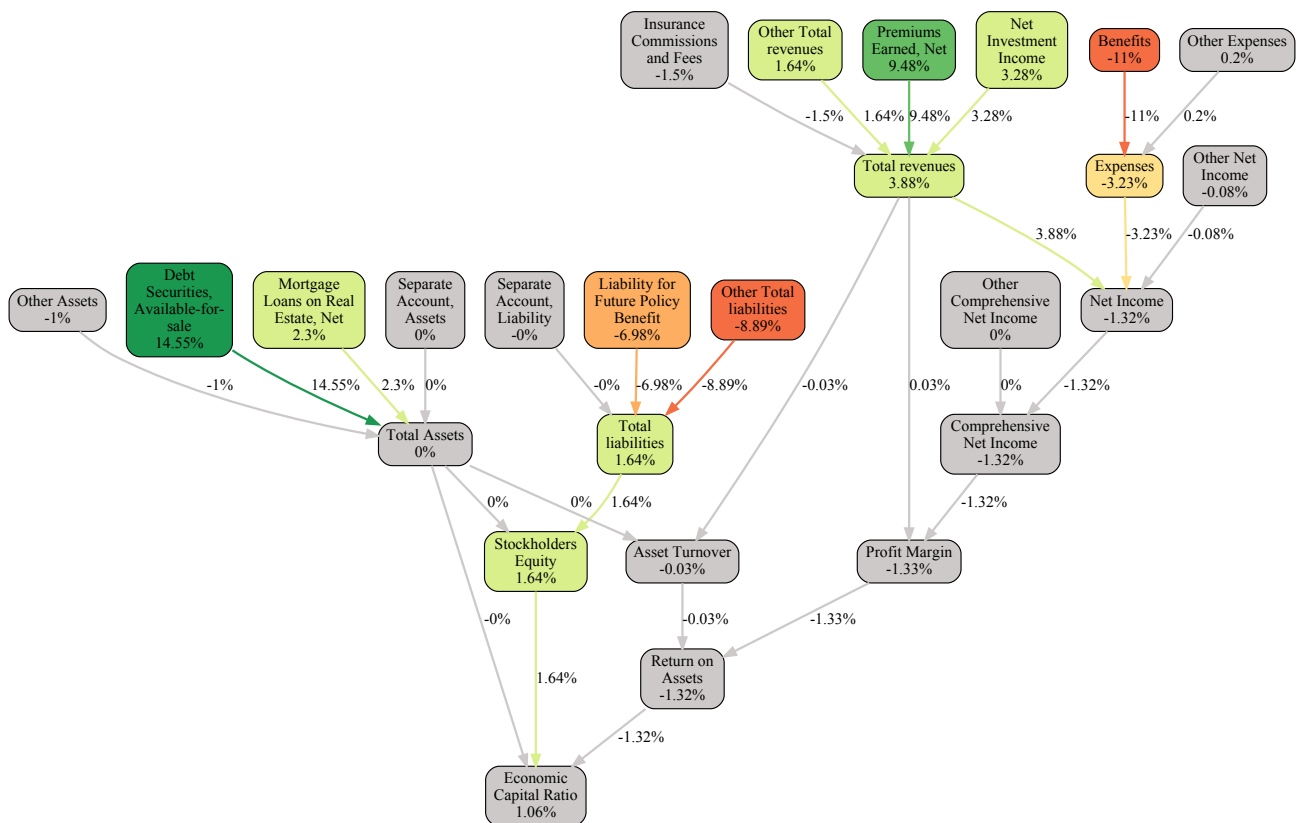 Insurance
Commissions
and Fees
-1.5%
Other Total
revenues
1.64%
Premiums
Earned, Net
9.48%
Net
Investment
Income
3.28%
Benefits
-11%
Other Expenses
0.2%
-1.5%
1.64%
9.48%
3.28%
-11%
0.2%
Total revenues
3.88%
Expenses
-3.23%
Other Net
Income
-0.08%
3.88%
-3.23%
-0.08%
Other Assets
-1%
Debt
Securities,
Available-for-
sale
14.55%
Mortgage
Loans on Real
Estate, Net
2.3%
Separate
Account,
Assets
0%
Separate
Account,
Liability
-0%
Liability for
Future Policy
Benefit
-6.98%
Other Total
liabilities
-8.89%
Other
Comprehensive
Net Income
0%
Net Income
-1.32%
-1%
14.55%
2.3%
0%
-0%
-6.98%
-8.89%
-0.03%
0.03%
0%
-1.32%
Total Assets
0%
Total
liabilities
1.64%
Comprehensive
Net Income
-1.32%
0%
0%
1.64%
-1.32%
Stockholders
Equity
1.64%
Asset Turnover
-0.03%
Profit Margin
-1.33%
-0%
-0.03%
-1.33%
1.64%
Return on
Assets
-1.32%
-1.32%
Economic
Capital Ratio
1.06%